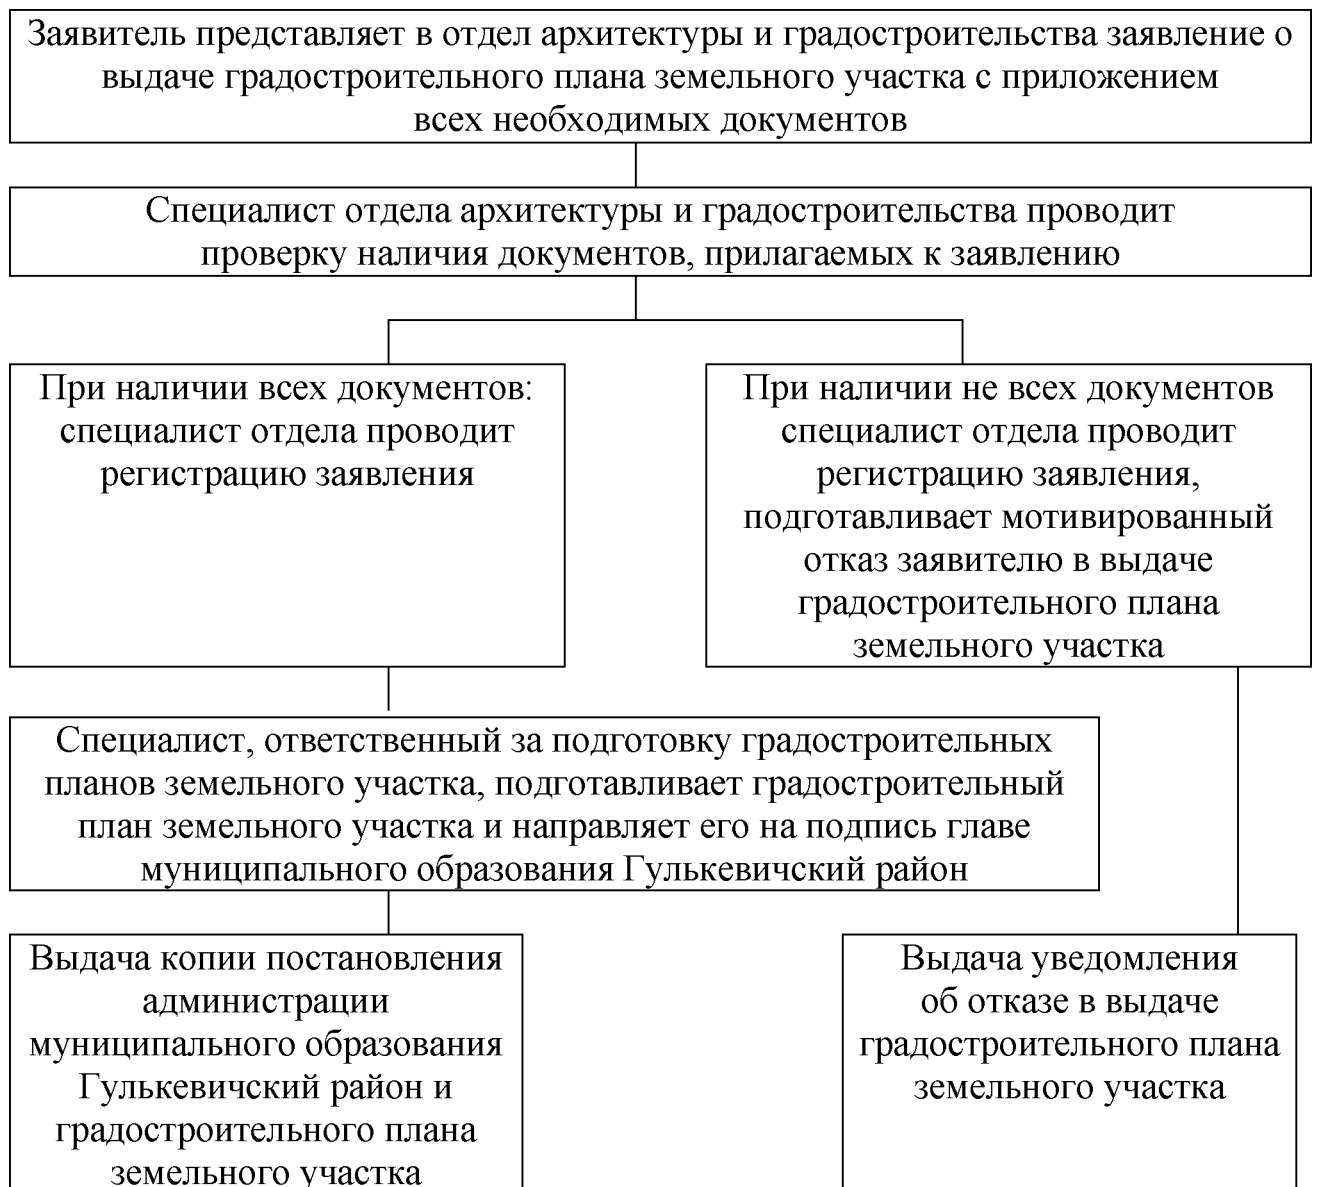 Заявитель представляет в отдел архитектуры и градостроительства заявление о
выдаче градостроительного плана земельного участка с приложением
всех необходимых документов
Специалист отдела архитектуры и градостроительства проводит
проверку наличия документов, прилагаемых к заявлению
При наличии всех документов:
специалист отдела проводит
регистрацию заявления
При наличии не всех документов
специалист отдела проводит
регистрацию заявления,
подготавливает мотивированный
отказ заявителю в выдаче
градостроительного плана
земельного участка
Специалист, ответственный за подготовку градостроительных
планов земельного участка, подготавливает градостроительный
план земельного участка и направляет его на подпись главе
муниципального образования Гулькевичский район
Выдача копии постановления
администрации
муниципального образования
Гулькевичский район и
градостроительного плана
земельного участка
Выдача уведомления
об отказе в выдаче
градостроительного плана
земельного участка